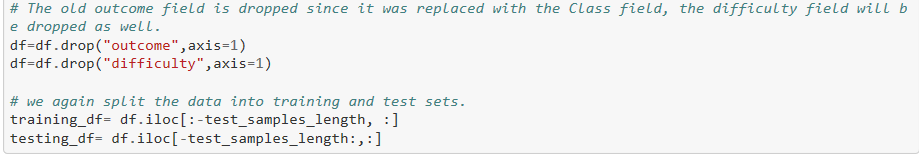 # The old outcome field is dropped since it was replaced with the Class field, the difficulty field will b
e dropped as well.
df=df.drop("outcome",axis=1)
df=df.drop("difficulty",axis=1)
# we again split the data into training and test sets.
training_df= df.iloc[:-test_samples_length, :]
testing_df= df.iloc[-test_samples_length:,:]